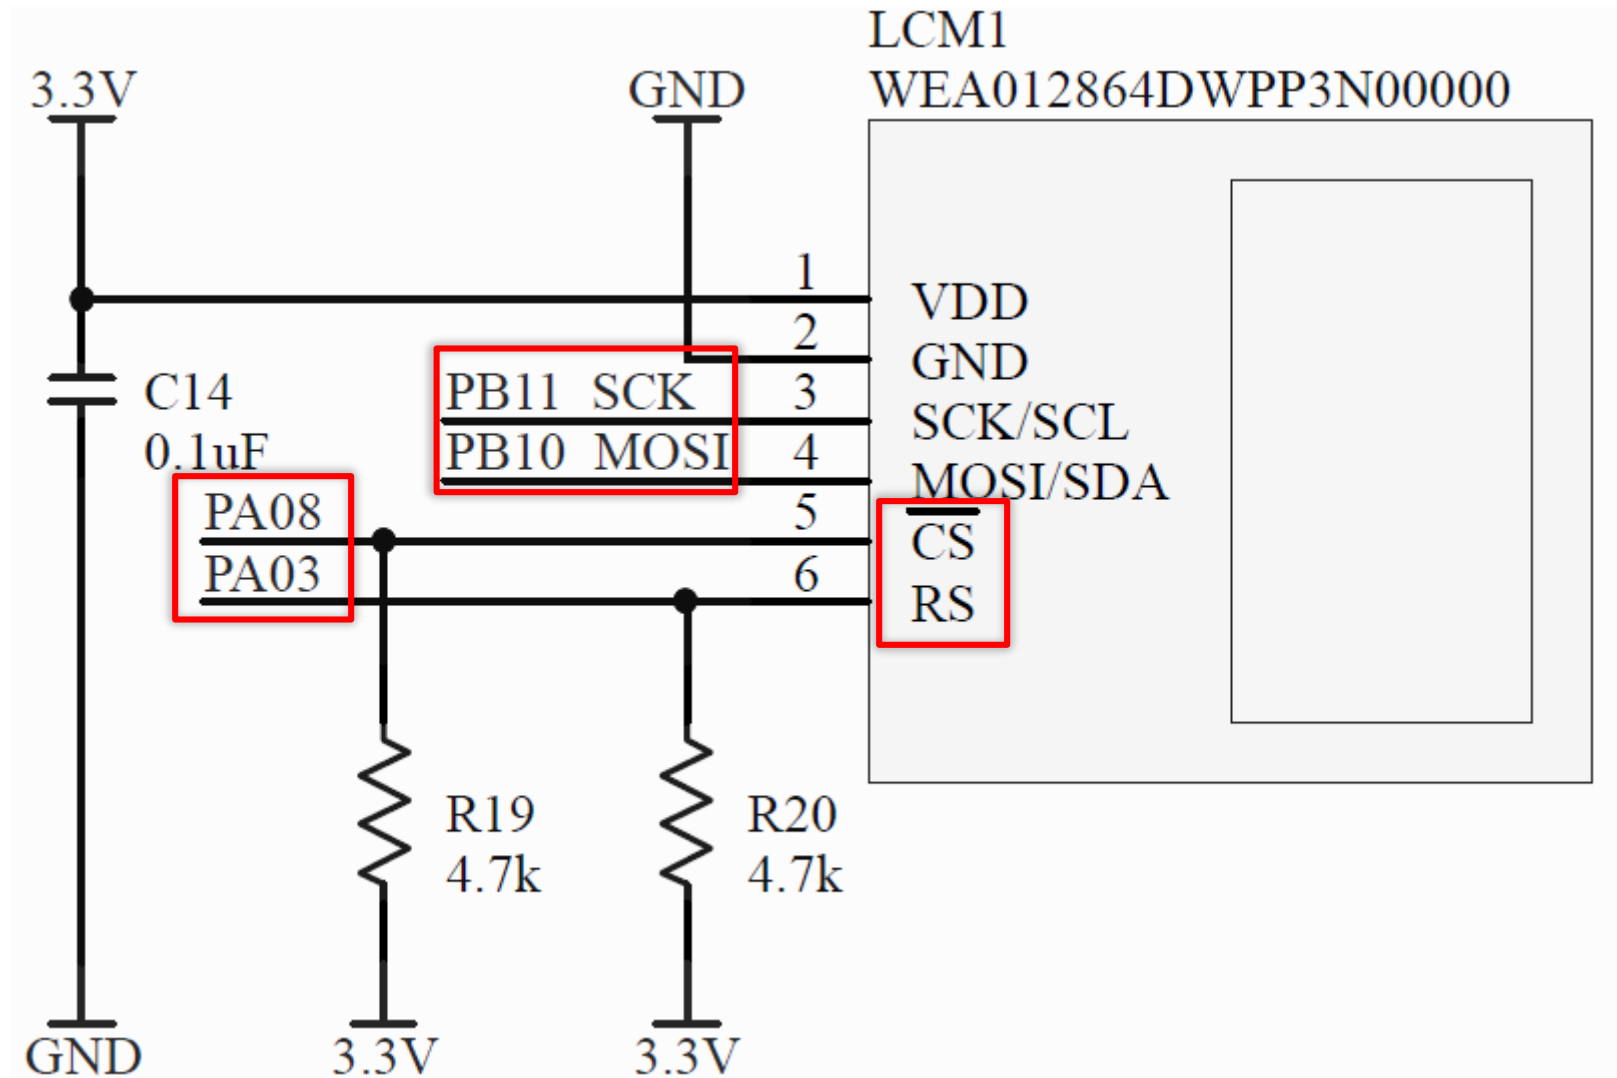 LCM1
WEA012864DWPP3N00000
3.3V
GND
1
VDD
2
GND
C14
0.1uF
PB11 SCK
3
SCK/SCL
PB10 MOSI
4
MOSI/SDA
PA08
5
CS
PA03
6
RS
R19
4.7k
R20
4.7k
GND
3.3V
3.3V